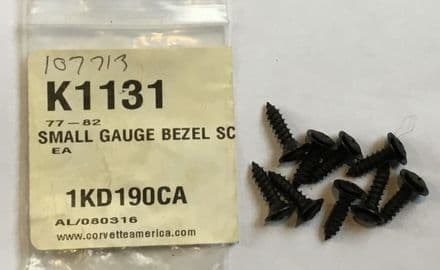 107713
K1131
77-82
SMALL GAUGE BEZEL SC
EA
1KD190CA
AL/080316
www.corvetteamerica.com